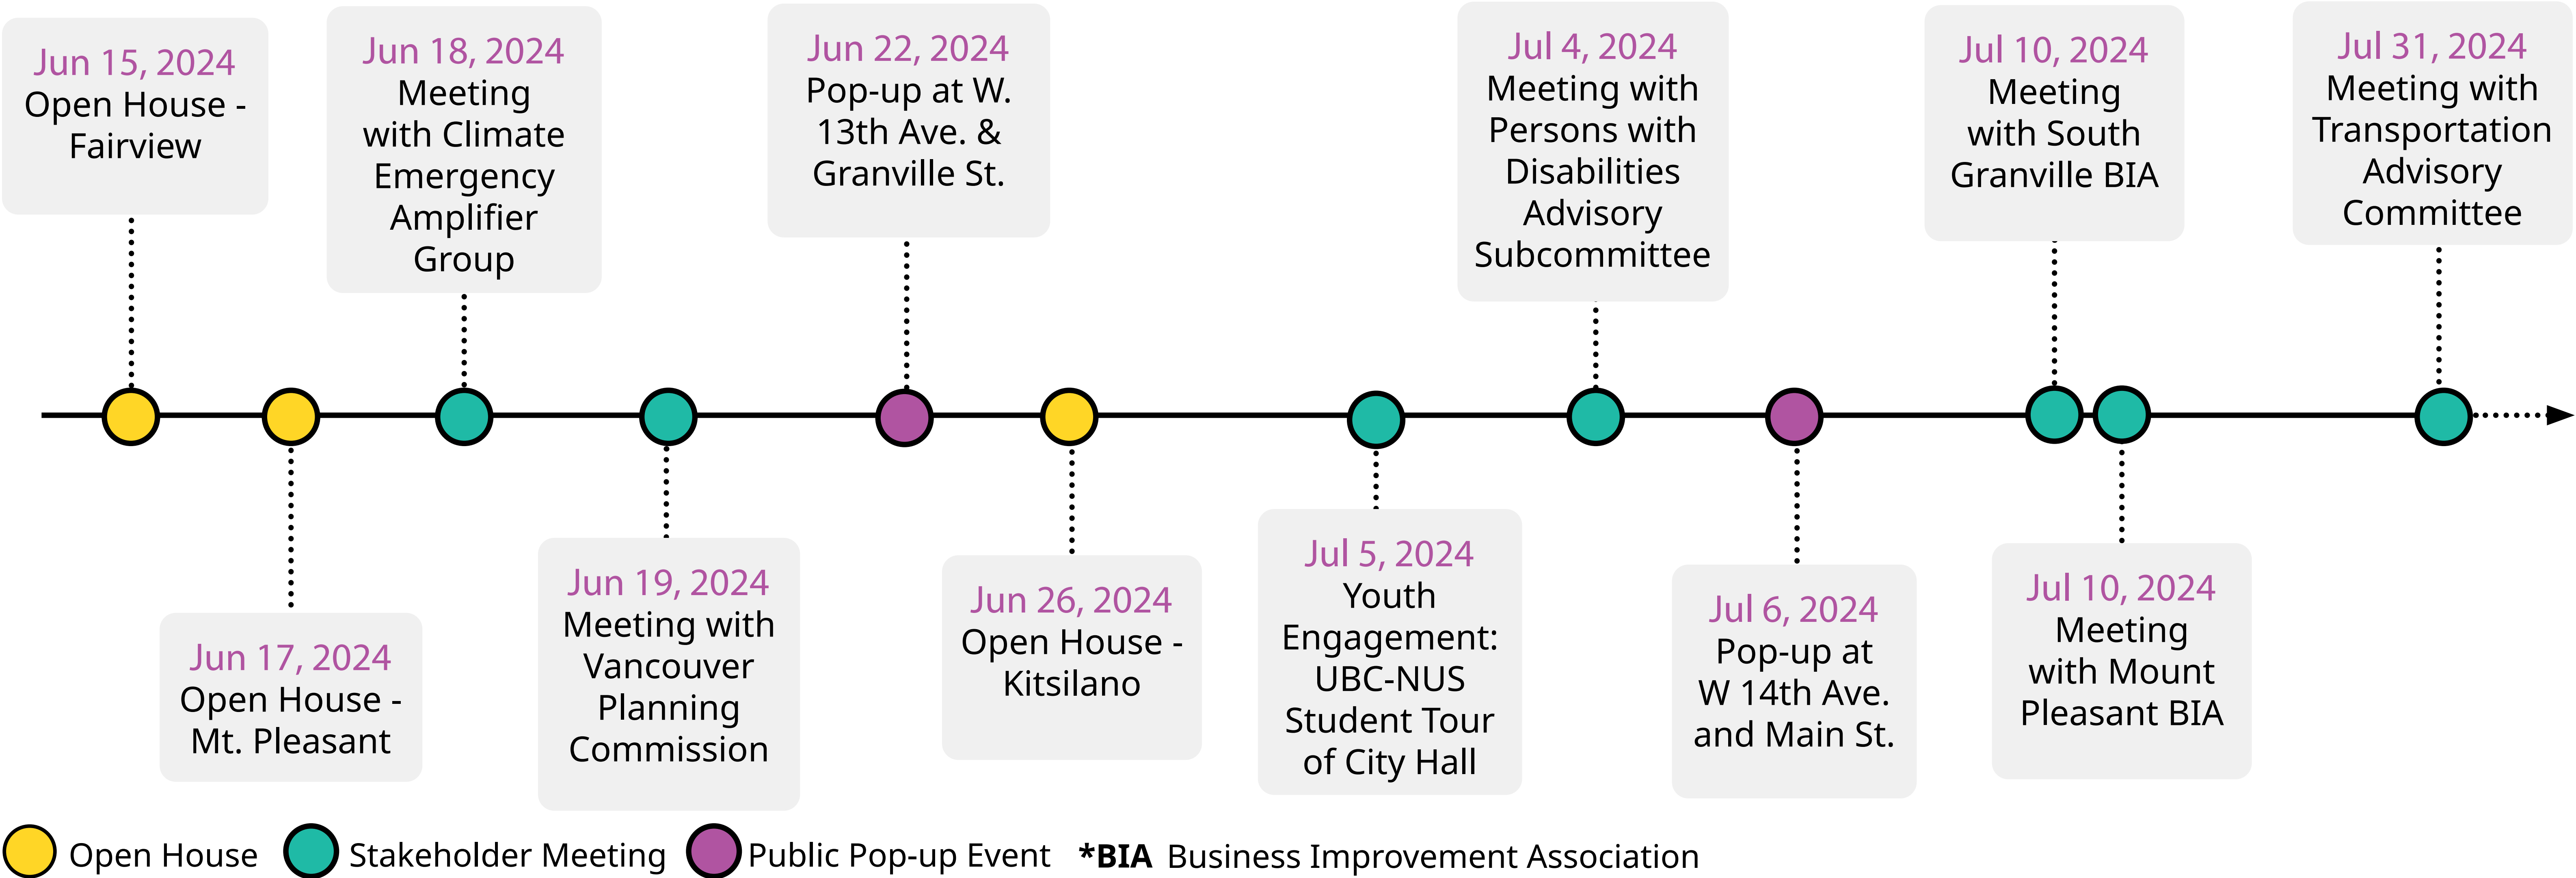 Jun 15, 2024
Open House -
Fairview
Jun 17, 2024
Open House -
Mt. Pleasant
Jun 18, 2024
Meeting
with Climate
Emergency
Amplifier
Group
Jun 19, 2024
Meeting with
Vancouver
Planning
Commission
Jun 22, 2024
Pop-up at W.
13th Ave. &
Granville St.
Jun 26, 2024
Open House -
Kitsilano
Jul 5, 2024
Youth
Engagement:
UBC-NUS
Student Tour
of City Hall
Jul 4, 2024
Meeting with
Persons with
Disabilities
Advisory
Subcommittee
Jul 6, 2024
Pop-up at
W 14th Ave.
and Main St.
Jul 10, 2024
Meeting
with South
Granville BIA
Jul 10, 2024
Meeting
with Mount
Pleasant BIA
Jul 31, 2024
Meeting with
Transportation
Advisory
Committee
Open House
Stakeholder Meeting
Public Pop-up Event
*BIA Business Improvement Association